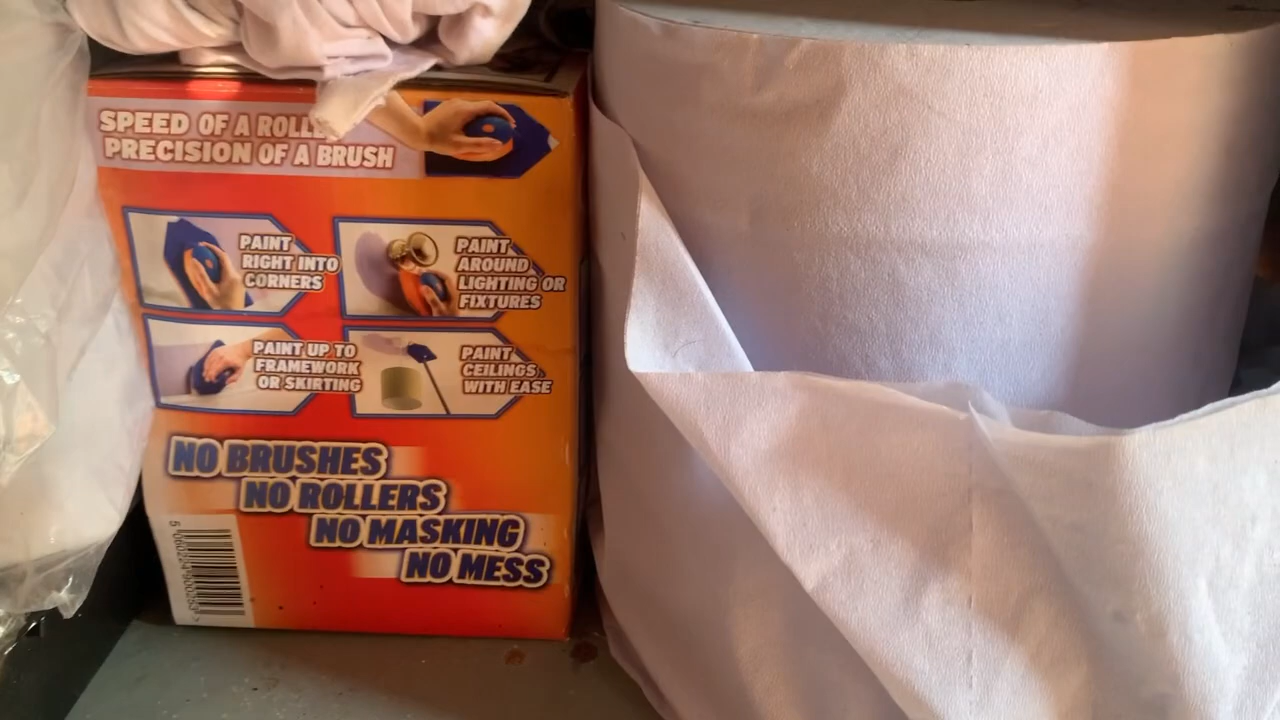 SPEED OF A ROLLE
PRECISION OF A BRUSH
PAINT
RIGHT INTO
CORNERS
PAINT
AROUND
LIGHTING OR
FIXTURES
PAINT UP TO
FRAMEWORK
OR SKIRTING
PAINT
CEILINGS
WITH EASE
NO BRUSHES
NO ROLLERS
NO MASKING
NO MESS